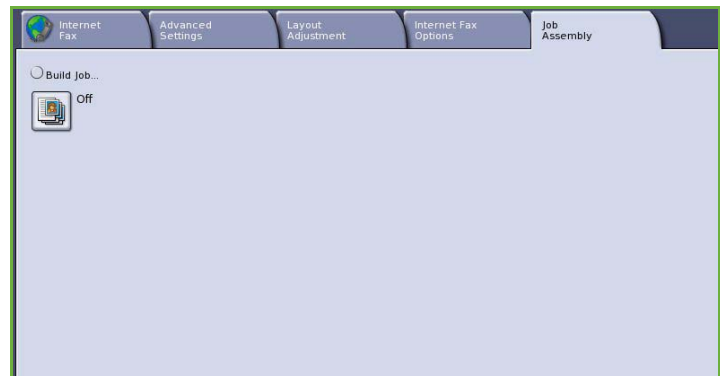 Internet
Fax
Advanced
Settings
Layout
Adjustment
Internet Fax
Options
Job
Assembly
Build Job...
Off